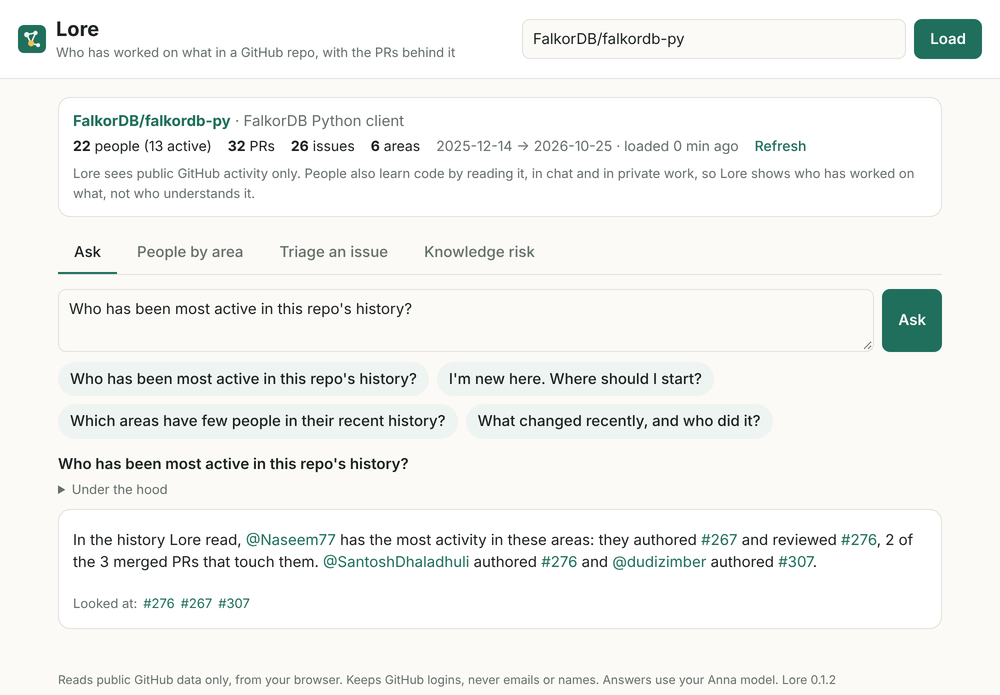 Lore
Who has worked on what in a GitHub repo, with the PRs behind it
FalkorDB/falkordb-py
Load
FalkorDB/falkordb-py · FalkorDB Python client
22 people (13 active) 32 PRs 26 issues 6 areas 2025-12-14 → 2026-10-25 · loaded 0 min ago Refresh
Lore sees public GitHub activity only. People also learn code by reading it, in chat and in private work, so Lore shows who has worked on
what, not who understands it.
Ask People by area Triage an issue Knowledge risk
Who has been most active in this repo's history?
Ask
Who has been most active in this repo's history? I'm new here. Where should I start?
Which areas have few people in their recent history? What changed recently, and who did it?
Who has been most active in this repo's history?
Under the hood
In the history Lore read, @Naseem77 has the most activity in these areas: they authored #267 and reviewed #276, 2 of
the 3 merged PRs that touch them. @SantoshDhaladhuli authored #276 and @dudizimber authored #307.
Looked at: #276 #267 #307
Reads public GitHub data only, from your browser. Keeps GitHub logins, never emails or names. Answers use your Anna model. Lore 0.1.2